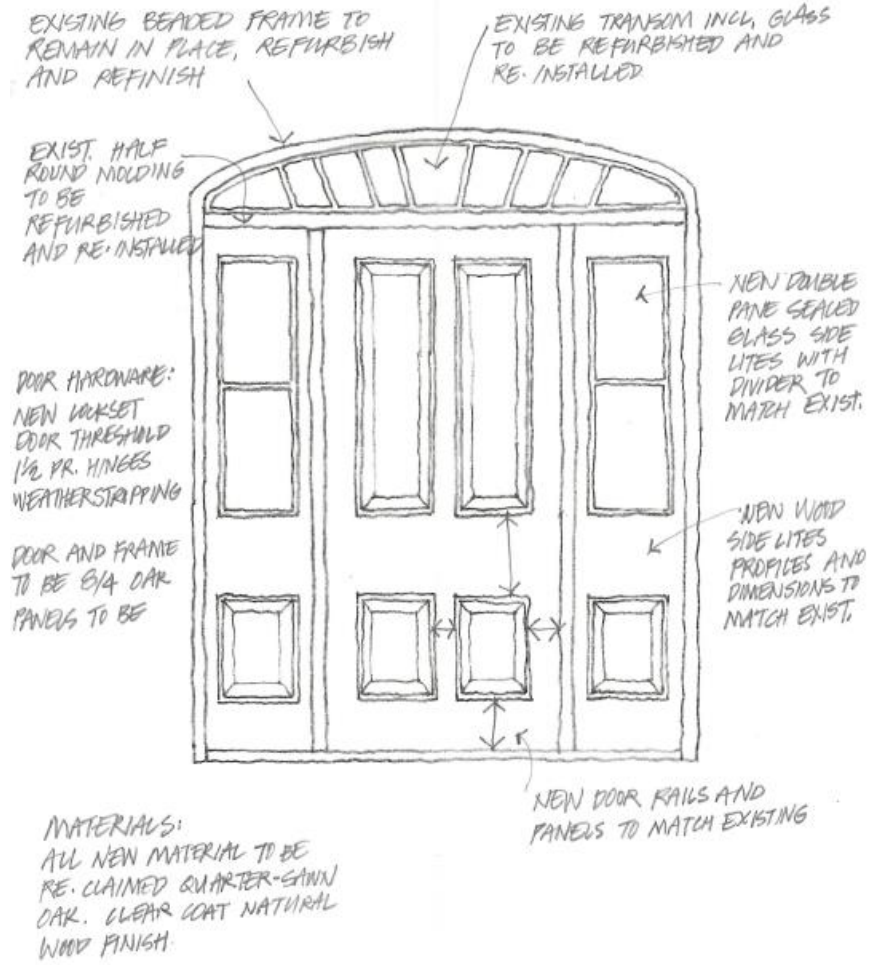 EXISTING BEADED FRAME TO
REMAIN IN PLACE, REFURBISH
AND REFINISH
EXISTING TRANSOM INCL, GLASS
TO BE REFURBISHED AND
RE-INSTALLED
EXIST. HALF
ROUND MOLDING
TO BE
REFURBISHED
AND RE-INSTALLED
NEW DOUBLE
PANE SEALED
GLASS SIDE
LITES WITH
DIVIDER TO
MATCH EXIST.
DOOR HARDWARE:
NEW LOCKSET
DOOR THRESHOLD
1½ PR. HINGES
WEATHERSTRIPPING
DOOR AND FRAME
TO BE 8/4 OAK
PANELS TO BE
NEW WOOD
SIDE LITES
PROFILES AND
DIMENSIONS TO
MATCH EXIST.
NEW DOOR RAILS AND
PANELS TO MATCH EXISTING
MATERIALS:
ALL NEW MATERIAL TO BE
RE-CLAIMED QUARTER-SAWN
OAK. CLEAR COAT NATURAL
WOOD FINISH.